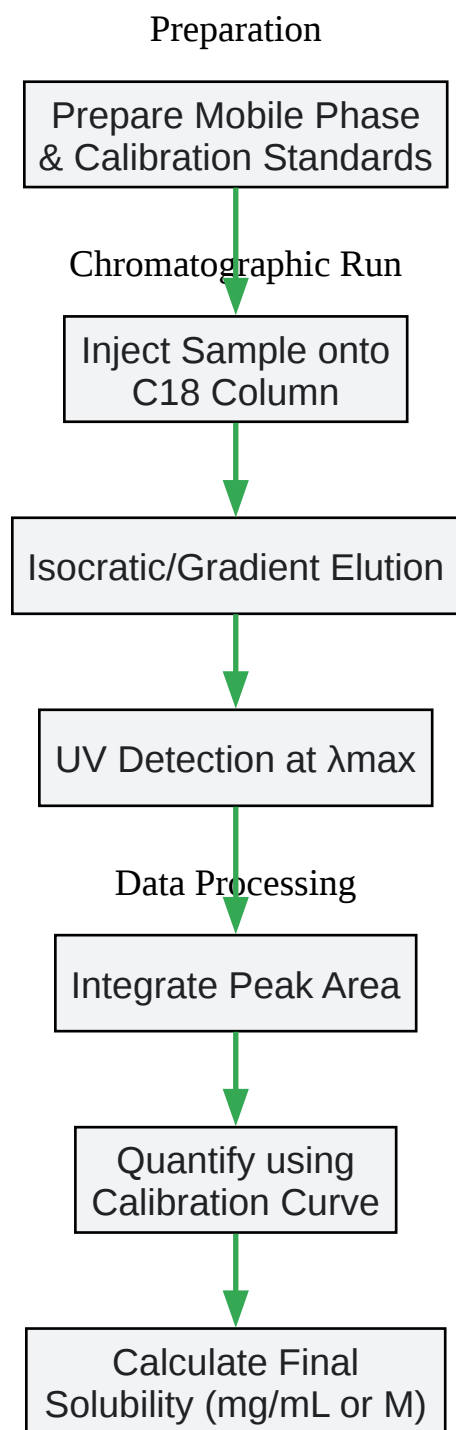 Preparation
Prepare Mobile Phase
& Calibration Standards
Chromatographic Run
Inject Sample onto
C18 Column
Isocratic/Gradient Elution
UV Detection at λmax
Data Processing
Integrate Peak Area
Quantify using
Calibration Curve
Calculate Final
Solubility (mg/mL or M)